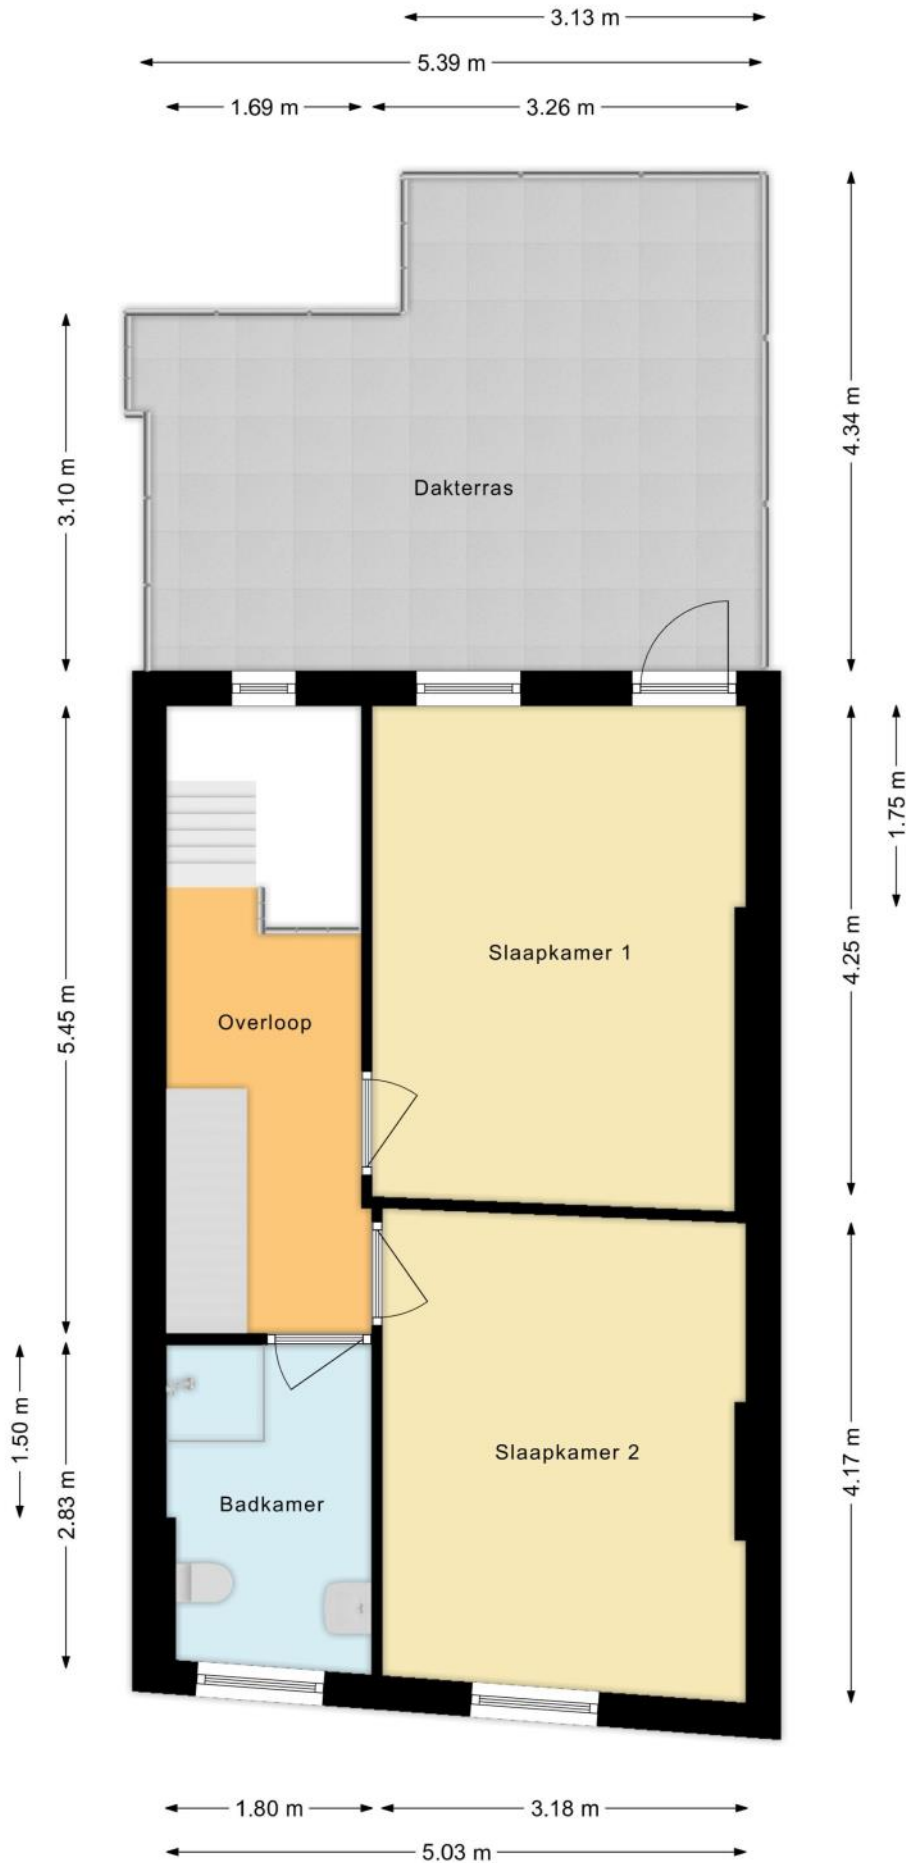 3.13 m
5.39 m
1.69 m
3.26 m
3.10 m
4.34 m
Dakterras
1.75 m
5.45 m
4.25 m
Slaapkamer 1
Overloop
1.50 m
2.83 m
4.17 m
Slaapkamer 2
Badkamer
1.80 m
3.18 m
5.03 m